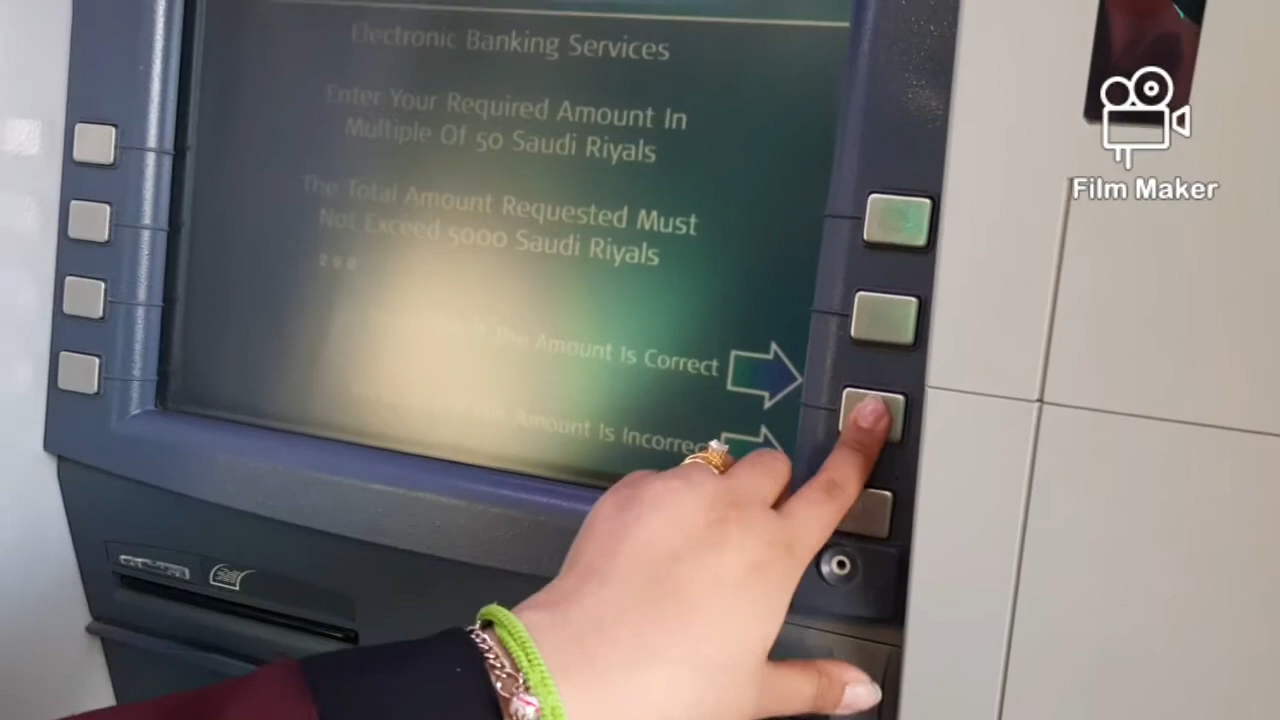 Electronic Banking Services
Enter Your Required Amount In
Multiple Of 50 Saudi Riyals
The Total Amount Requested Must
Not Exceed 5000 Saudi Riyals
200
The Amount Is Correct
Amount Is Incorrect
Film Maker